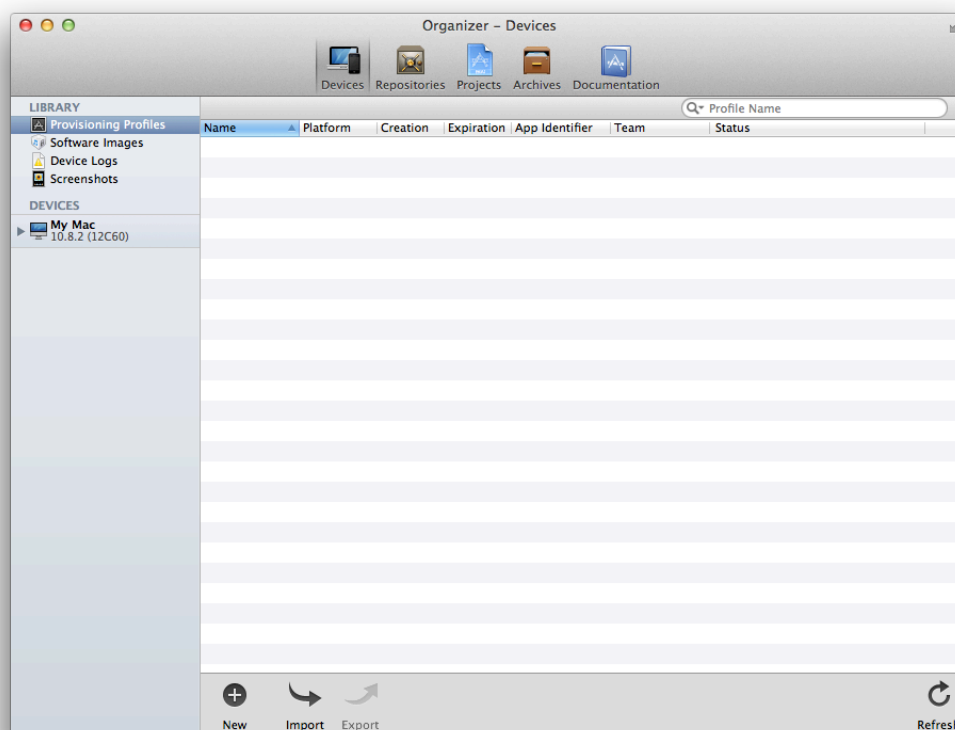 Organizer – Devices
Devices Repositories Projects Archives Documentation
LIBRARY
Provisioning Profiles
Software Images
Device Logs
Screenshots
DEVICES
My Mac
10.8.2 (12C60)
Profile Name
Name Platform Creation Expiration App Identifier Team Status
New Import Export Refresh